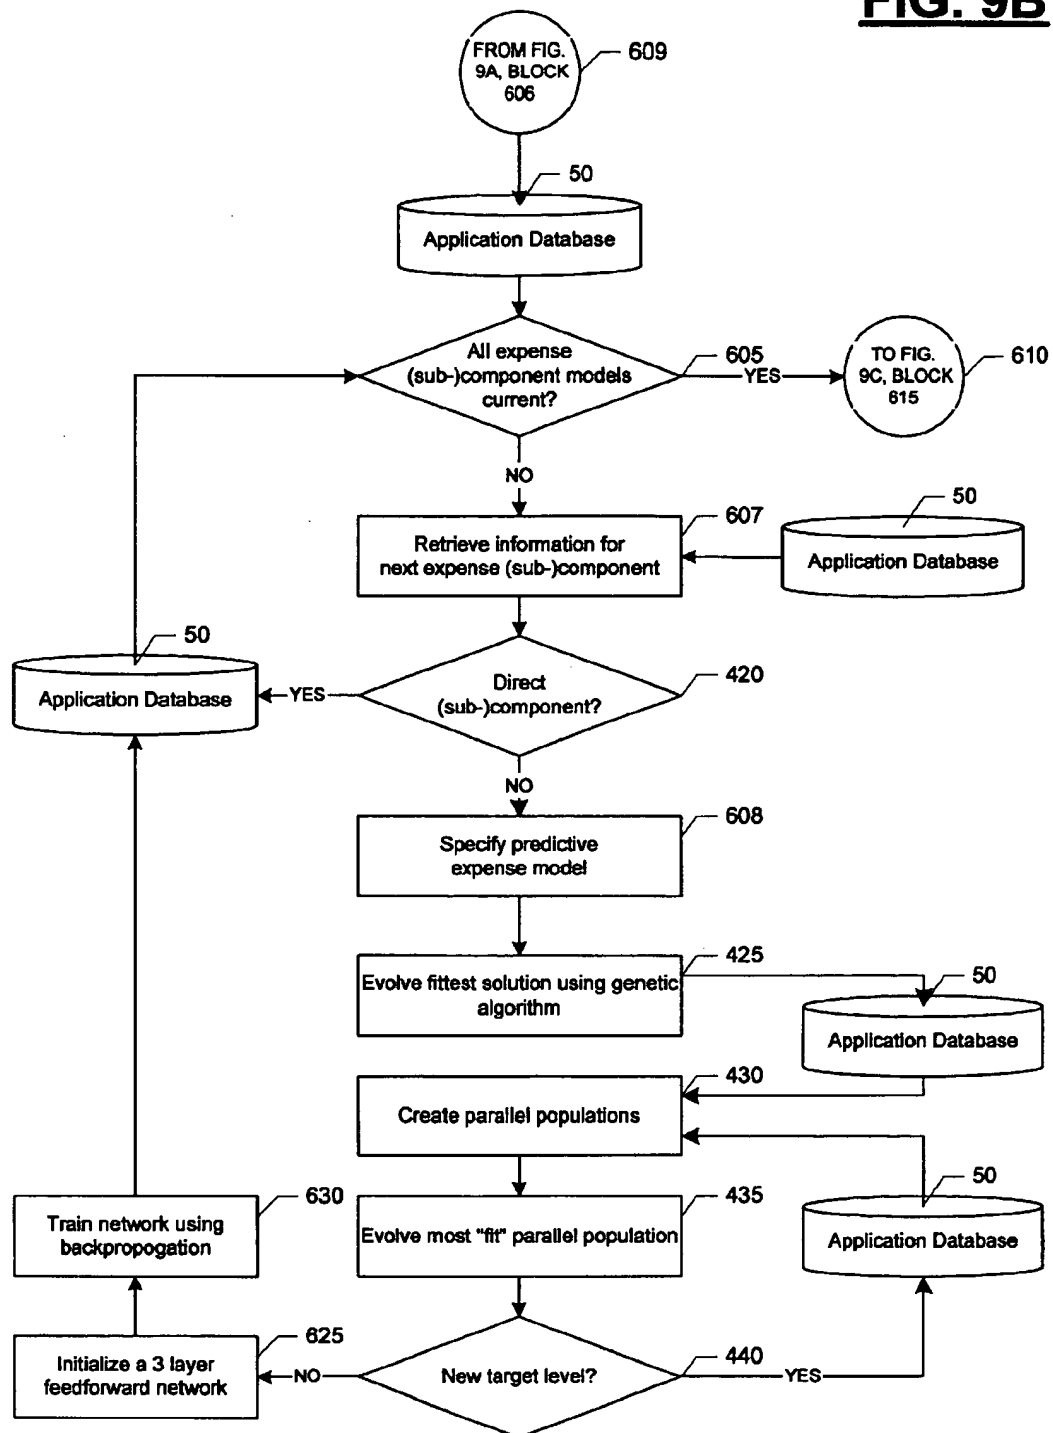 FIG. 9B
FROM FIG.
9A, BLOCK
606
609
50
Application Database
All expense
(sub-)component models
current?
605
YES
TO FIG.
9C, BLOCK
615
610
NO
607
Retrieve information for
next expense (sub-)component
50
Application Database
50
Application Database
YES
Direct
(sub-)component?
420
NO
608
Specify predictive
expense model
425
Evolve fittest solution using genetic
algorithm
50
Application Database
430
Create parallel populations
630
Train network using
backpropogation
435
Evolve most "fit" parallel population
50
Application Database
625
Initialize a 3 layer
feedforward network
NO
New target level?
440
YES